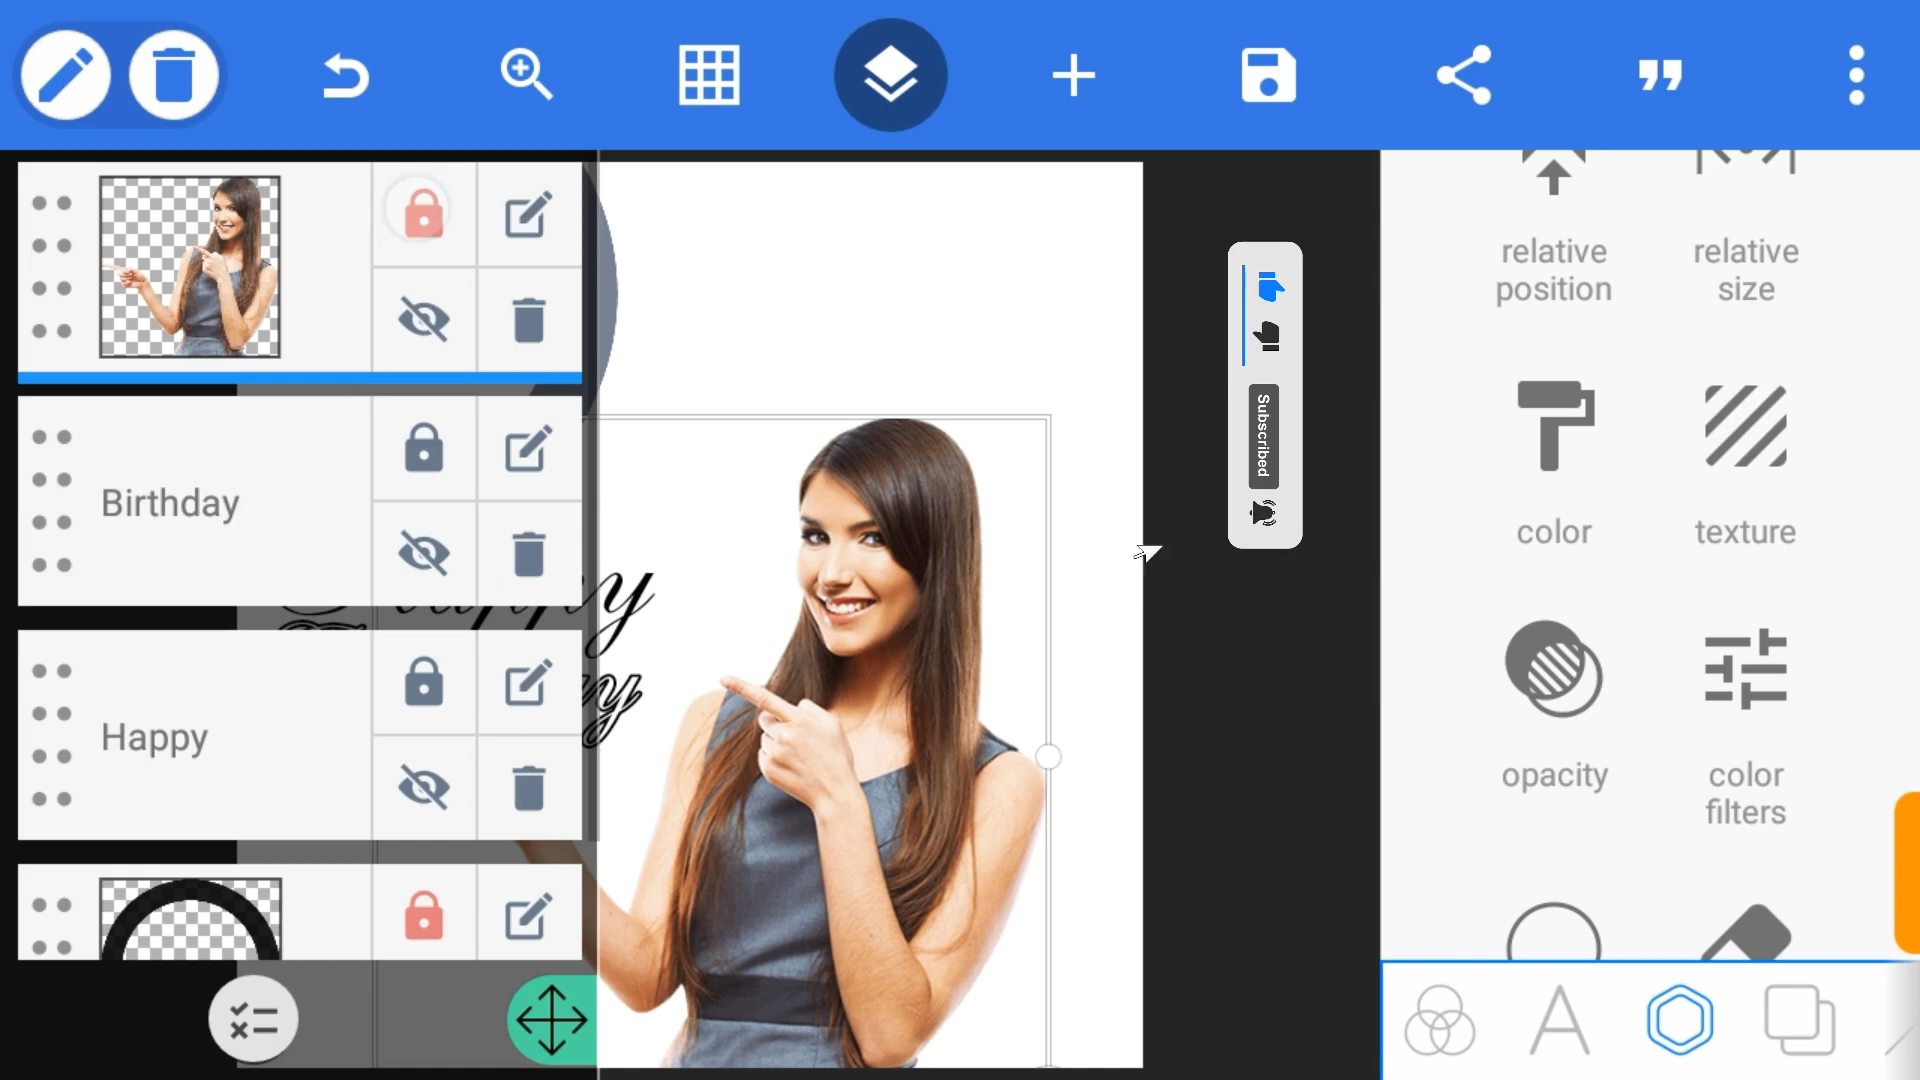 relative
position
relative
size
Birthday
Subscribed
color
texture
Happy
opacity
color
filters